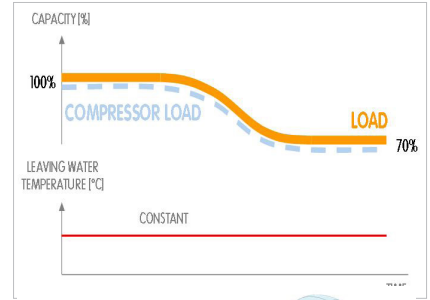 CAPACITY [%]
100%
COMPRESSOR LOAD
LOAD
70%
LEAVING WATER
TEMPERATURE [°C]
CONSTANT